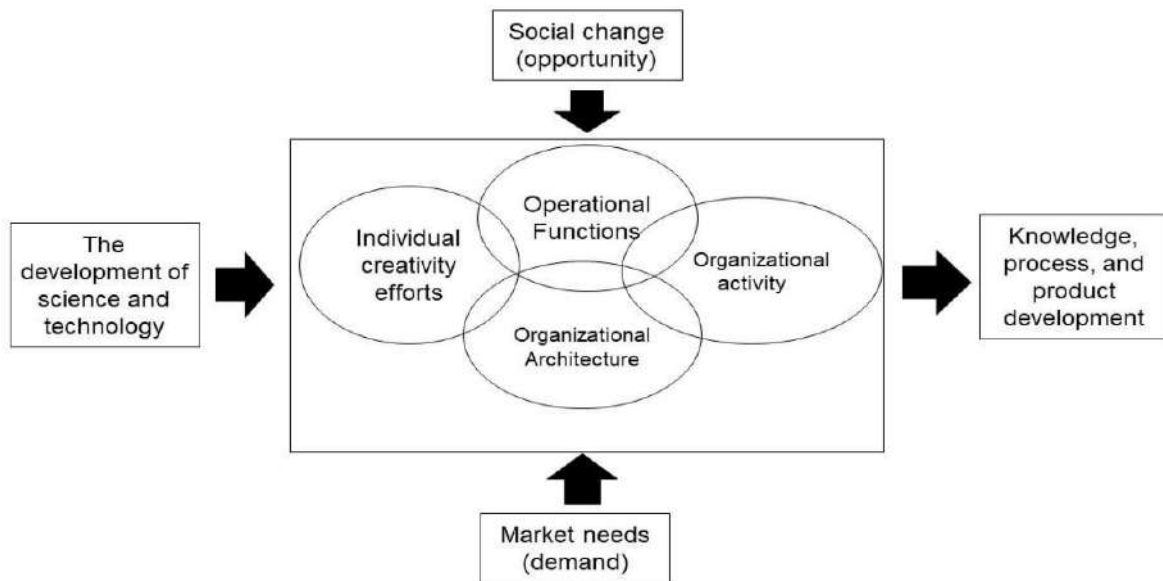 Social change
(opportunity)
Operational
Functions
Individual
creativity
efforts
Organizational
activity
Organizational
Architecture
The
development of
science and
technology
Knowledge,
process, and
product
development
Market needs
(demand)